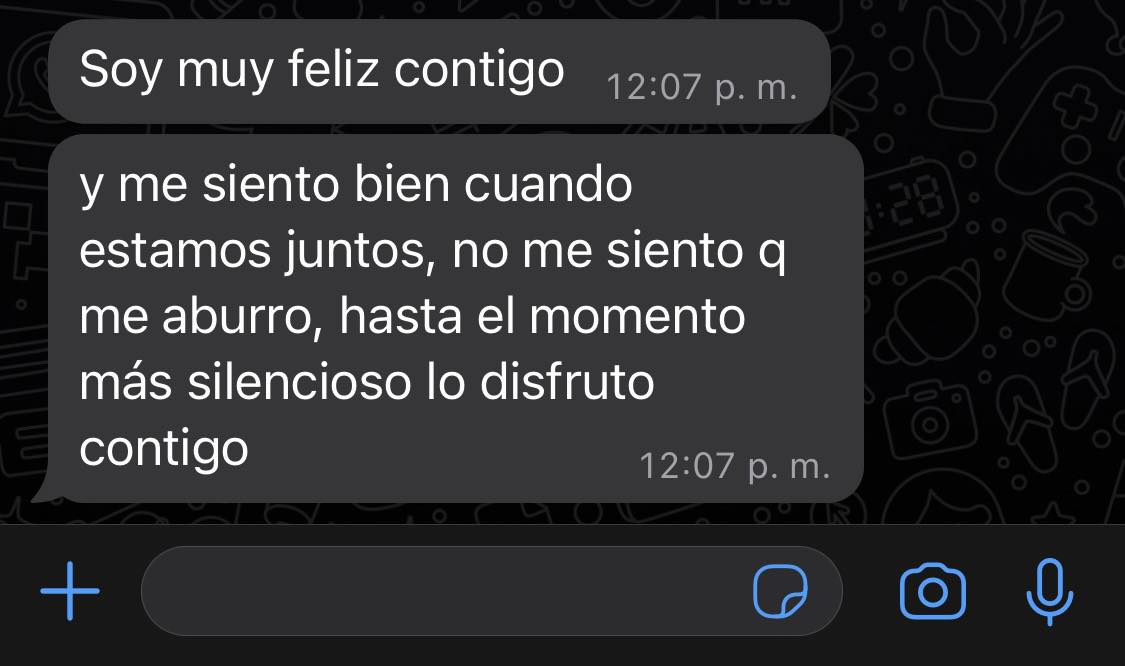 Soy muy feliz contigo 12:07 p. m.
y me siento bien cuando
estamos juntos, no me siento q
me aburro, hasta el momento
más silencioso lo disfruto
contigo 12:07 p. m.